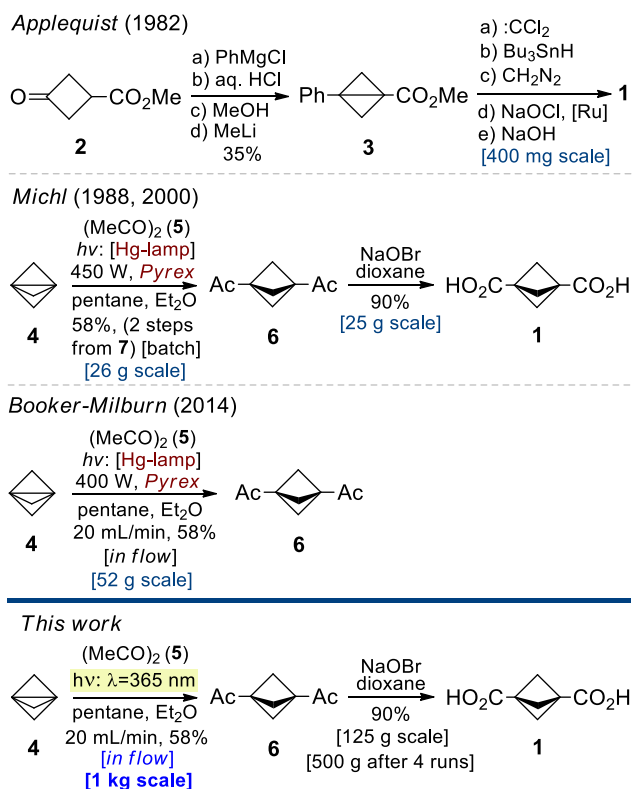 Applequist (1982)
a) PhMgCl
b) aq. HCl
c) MeOH
d) MeLi
35%
O
CO2Me
2
Ph
CO2Me
3
a) :CCl2
b) Bu3SnH
c) CH2N2
d) NaOCl, [Ru]
e) NaOH
[400 mg scale]
1
Michl (1988, 2000)
(MeCO)2 (5)
hν: [Hg-lamp]
450 W, Pyrex
pentane, Et2O
58%, (2 steps
from 7) [batch]
[26 g scale]
4
Ac
Ac
6
NaOBr
dioxane
90%
[25 g scale]
HO2C
CO2H
1
Booker-Milburn (2014)
(MeCO)2 (5)
hν: [Hg-lamp]
400 W, Pyrex
pentane, Et2O
20 mL/min, 58%
[in flow]
[52 g scale]
4
Ac
Ac
6
This work
(MeCO)2 (5)
hν: λ=365 nm
pentane, Et2O
20 mL/min, 58%
[in flow]
[1 kg scale]
4
Ac
Ac
6
NaOBr
dioxane
90%
[125 g scale]
[500 g after 4 runs]
HO2C
CO2H
1